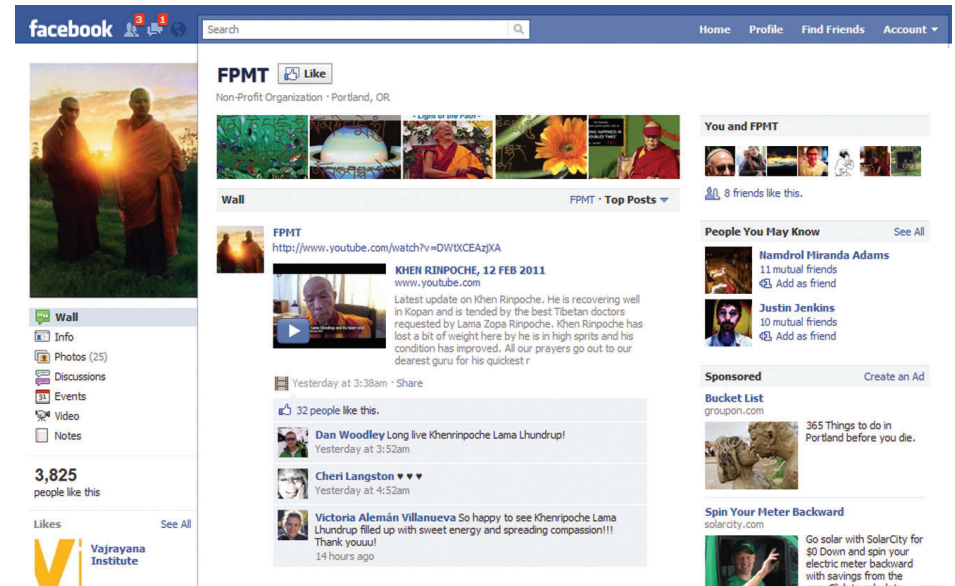 facebook
3
1
Search
Home Profile Find Friends Account
FPMT
Like
Non-Profit Organization · Portland, OR
- Light of the Path -
Wall
FPMT · Top Posts
FPMT
http://www.youtube.com/watch?v=DWtXCEAzjXA
KHEN RINPOCHE, 12 FEB 2011
www.youtube.com
Latest update on Khen Rinpoche. He is recovering well
in Kopan and is tended by the best Tibetan doctors
requested by Lama Zopa Rinpoche. Khen Rinpoche has
lost a bit of weight here by he is in high sprits and his
condition has improved. All our prayers go out to our
dearest guru for his quickest r
Yesterday at 3:38am · Share
32 people like this.
Dan Woodley Long live Khenrinpoche Lama Lhundrup!
Yesterday at 3:52am
Cheri Langston ♥ ♥ ♥
Yesterday at 4:52am
Victoria Alemán Villanueva So happy to see Khenrinpoche Lama
Lhundrup filled up with sweet energy and spreading compassion!!!
Thank youuu!
14 hours ago
Wall
Info
Photos (25)
Discussions
31 Events
Video
Notes
3,825
people like this
Likes See All
Vajrayana
Institute
You and FPMT
8 friends like this.
People You May Know See All
Namdrol Miranda Adams
11 mutual friends
Add as friend
Justin Jenkins
10 mutual friends
Add as friend
Sponsored Create an Ad
Bucket List
groupon.com
365 Things to do in
Portland before you die.
Spin Your Meter Backward
solarcity.com
Go solar with SolarCity for
$0 Down and spin your
electric meter backward
with savings from the